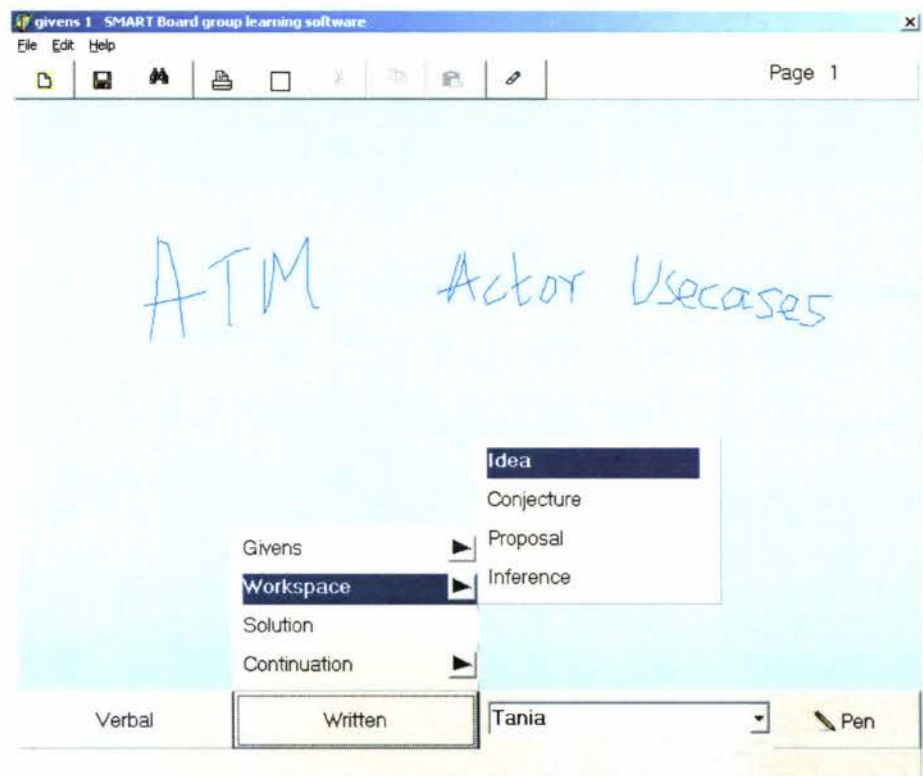 givens 1 SMART Board group learning software
File Edit Help
Page 1
ATM Actor Usecases
Idea
Conjecture
Givens
Proposal
Workspace
Inference
Solution
Continuation
Verbal Written Tania Pen